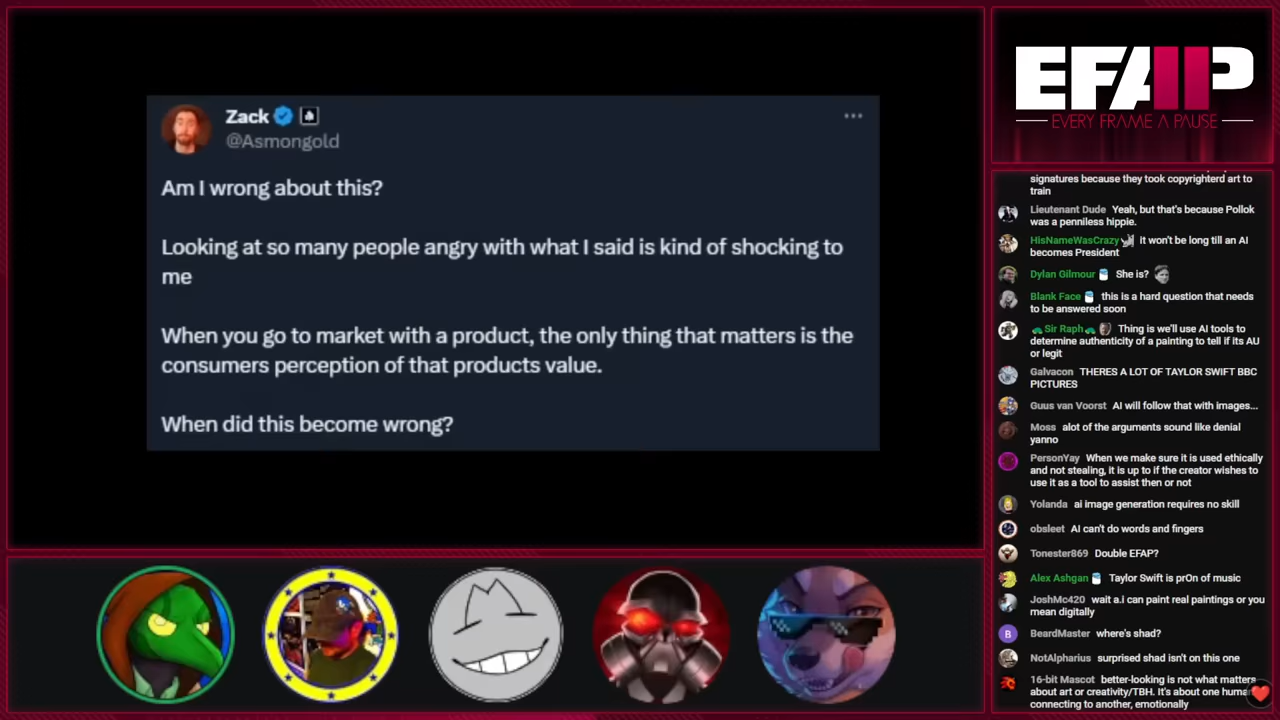 Zack
@Asmongold
Am I wrong about this?
Looking at so many people angry with what I said is kind of shocking to
me
When you go to market with a product, the only thing that matters is the
consumers perception of that products value.
When did this become wrong?
EFAP
EVERY FRAME A PAUSE
signatures because they took copyrighterd art to
train
Lieutenant Dude Yeah, but that's because Pollok
was a penniless hippie.
HisNameWasCrazy it won't be long till an AI
becomes President
Dylan Gilmour She is?
Blank Face this is a hard question that needs
to be answered soon
Sir Raph Thing is we'll use AI tools to
determine authenticity of a painting to tell if its AU
or legit
Galvacon THERES A LOT OF TAYLOR SWIFT BBC
PICTURES
Guus van Voorst AI will follow that with images...
Moss alot of the arguments sound like denial
yanno
PersonYay When we make sure it is used ethically
and not stealing, it is up to if the creator wishes to
use it as a tool to assist then or not
Yolanda ai image generation requires no skill
obsleet AI can't do words and fingers
Tonester869 Double EFAP?
Alex Ashgan Taylor Swift is prOn of music
JoshMc420 wait a.i can paint real paintings or you
mean digitally
B
BeardMaster where's shad?
NotAlpharius surprised shad isn't on this one
16-bit Mascot better-looking is not what matters
about art or creativity/TBH. It's about one human
connecting to another, emotionally